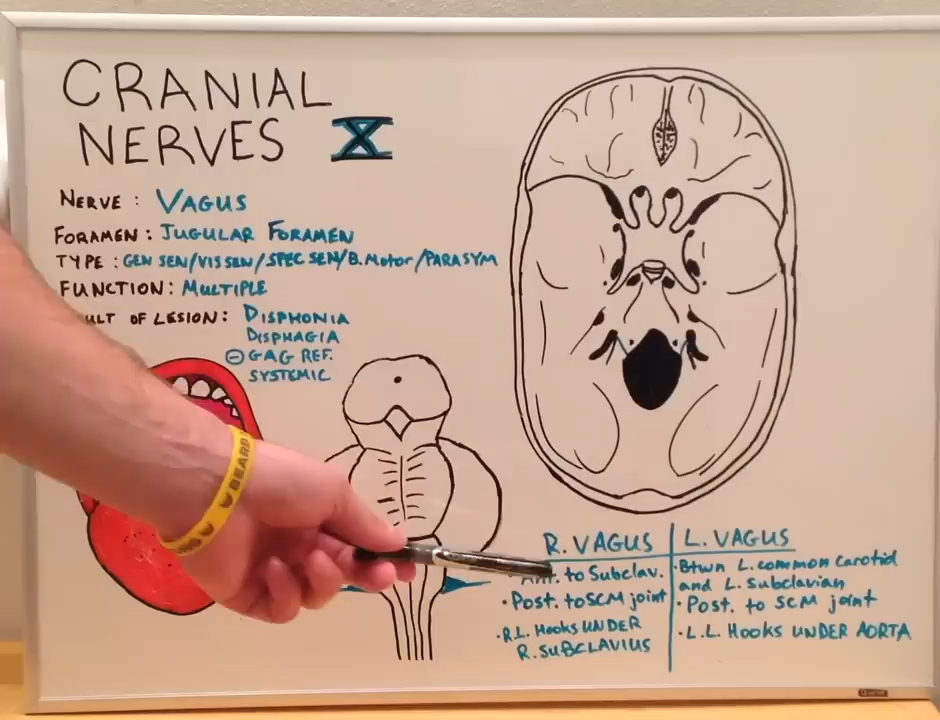 CRANIAL
NERVES X
NERVE: VAGUS
FORAMEN: JUGULAR FORAMEN
TYPE: GEN SEN/VIS SEN/SPEC SEN/B. Motor/PARASYM
FUNCTION: MULTIPLE
OF LESION: DISPHONIA
DISPHAGIA
⊖ GAG REF.
SYSTEMIC
BEARD
R. VAGUS
· to Subclav.
· Post. to SCM joint
· R.L. Hooks UNDER
R. SUBCLAVIUS
L. VAGUS
· Btwn L. common carotid
and L. Subclavian
· Post. to SCM joint
· L.L. Hooks UNDER AORTA